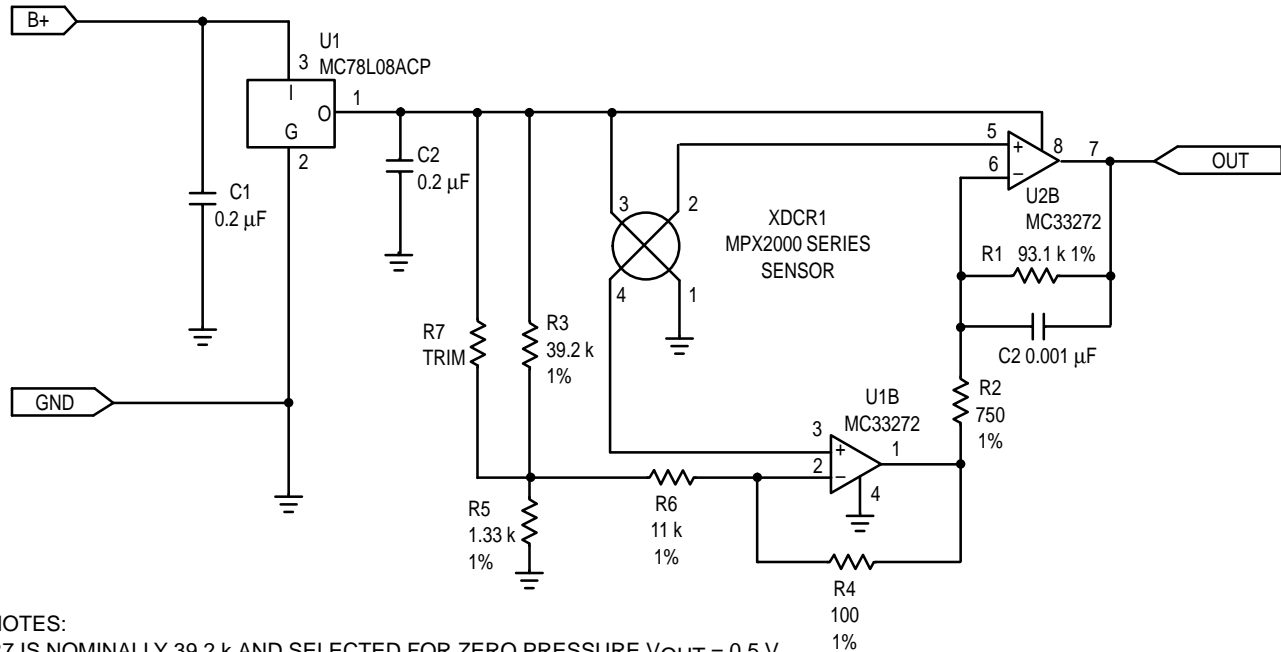 B+
U1
MC78L08ACP
3
I
O
1
G
2
C1
0.2 μF
C2
0.2 μF
GND
R7
TRIM
R3
39.2 k
1%
R5
1.33 k
1%
3
2
4
1
XDCR1
MPX2000 SERIES
SENSOR
5
+
6
−
8
7
OUT
U2B
MC33272
R1 93.1 k 1%
C2 0.001 μF
R2
750
1%
U1B
MC33272
3
+
2
−
1
4
R6
11 k
1%
R4
100
1%
NOTES:
R7 IS NOMINALLY 39.2 k AND SELECTED FOR ZERO PRESSURE VOUT = 0.5 V